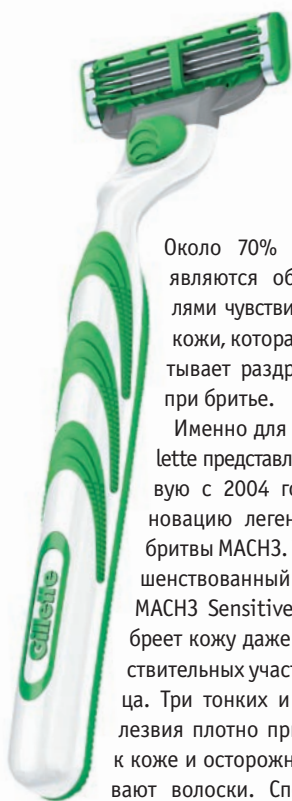 Около 70%
являются об
лями чувстви
кожи, котора
тывает раздр
при бритье.
Именно для
lette представл
вую с 2004 го
новацию леген
бритвы MACH3.
шенствованный
MACH3 Sensitive
бреет кожу даже
ствительных участ
ца. Три тонких и
лезвия плотно при
к коже и осторожн
вают волоски. Сп
Gillette